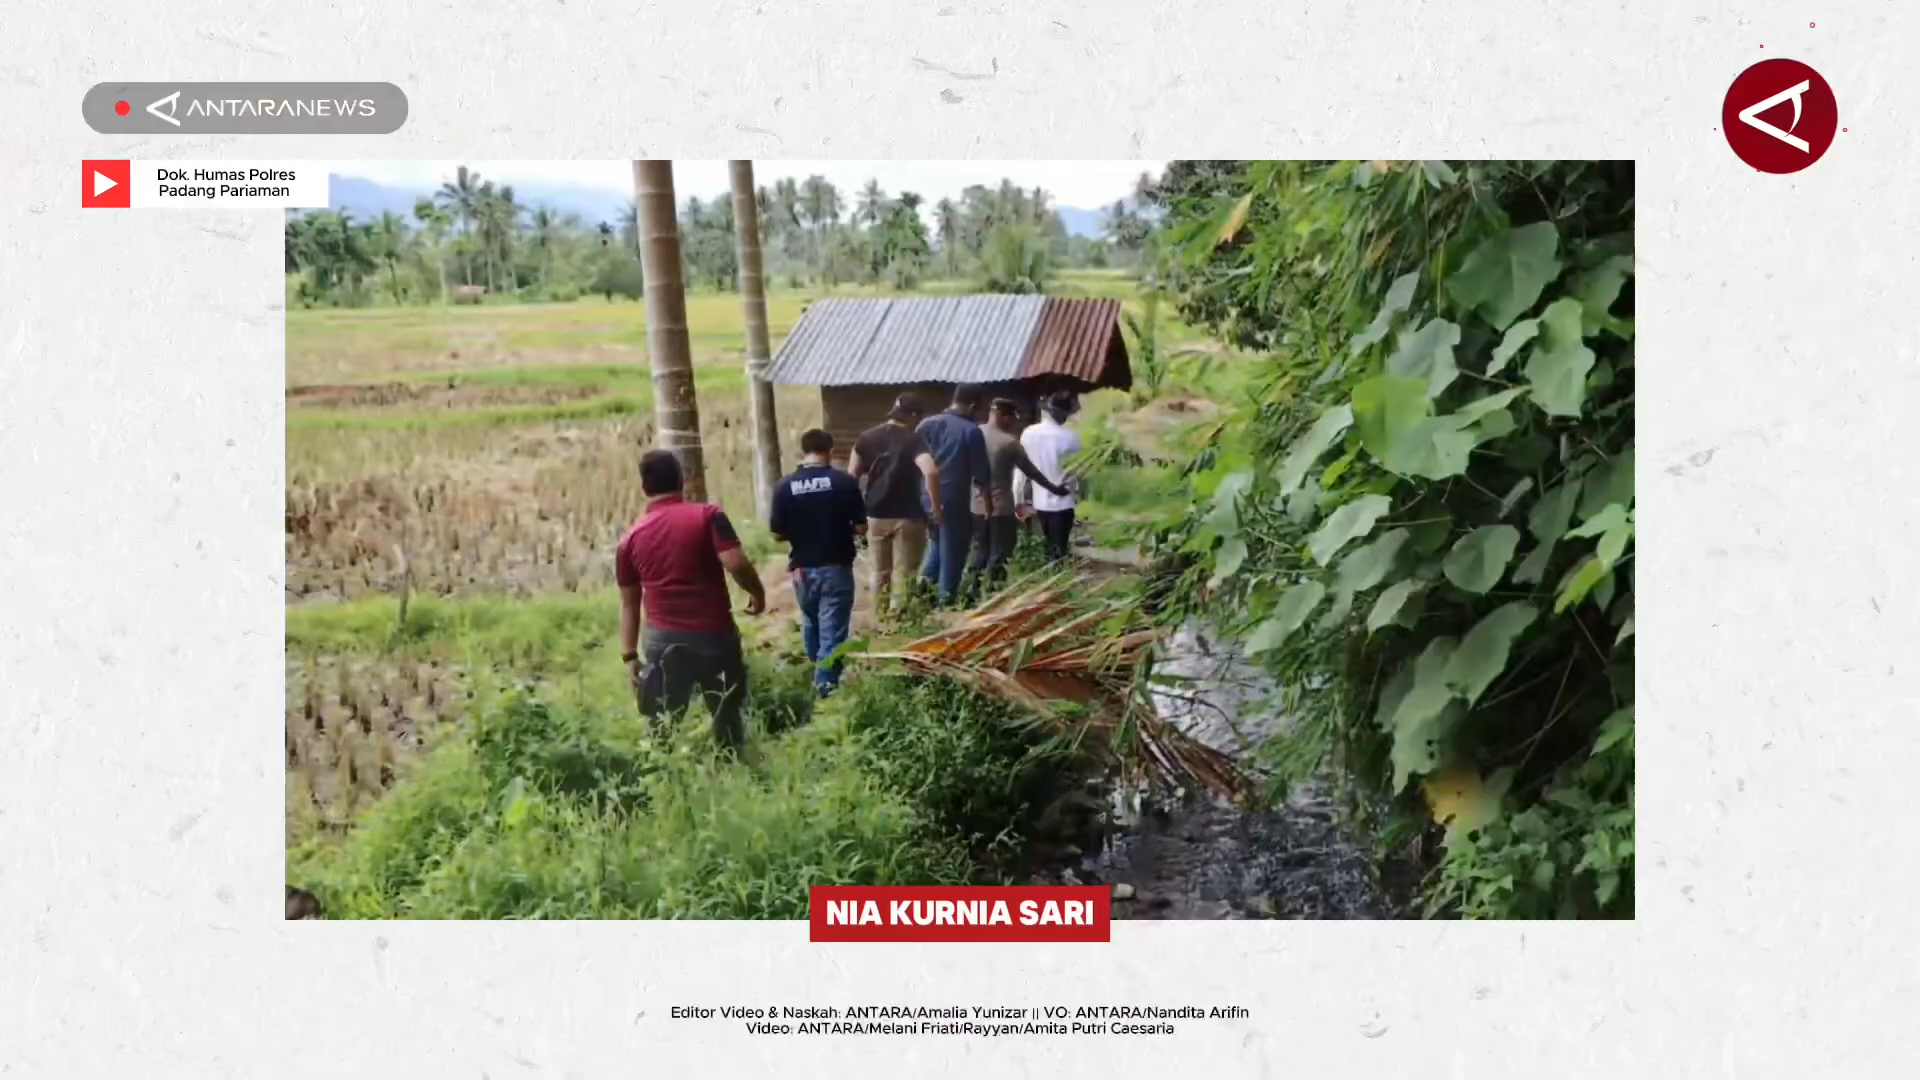 ANTARANEWS
Dok. Humas Polres
Padang Pariaman
INAFIS
NIA KURNIA SARI
Editor Video & Naskah: ANTARA/Amalia Yunizar || VO: ANTARA/Nandita Arifin
Video: ANTARA/Melani Friati/Rayyan/Amita Putri Caesaria